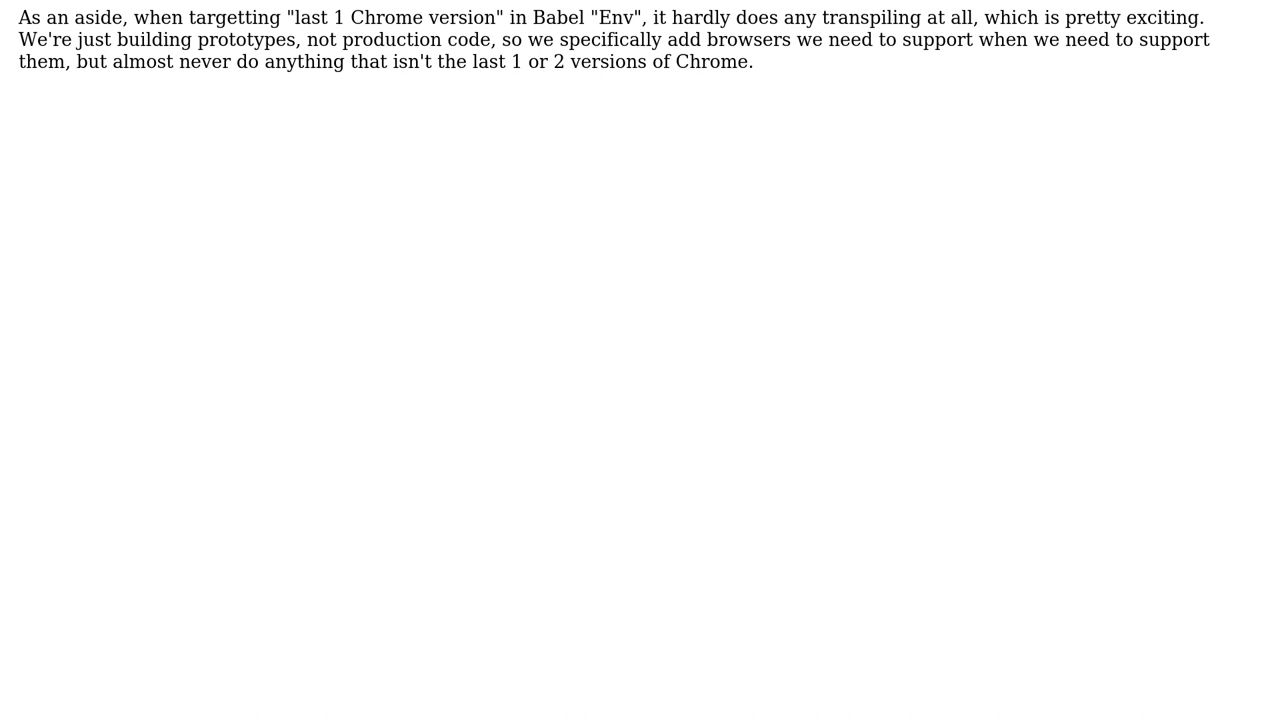 As an aside, when targetting "last 1 Chrome version" in Babel "Env", it hardly does any transpiling at all, which is pretty exciting.
We're just building prototypes, not production code, so we specifically add browsers we need to support when we need to support
them, but almost never do anything that isn't the last 1 or 2 versions of Chrome.